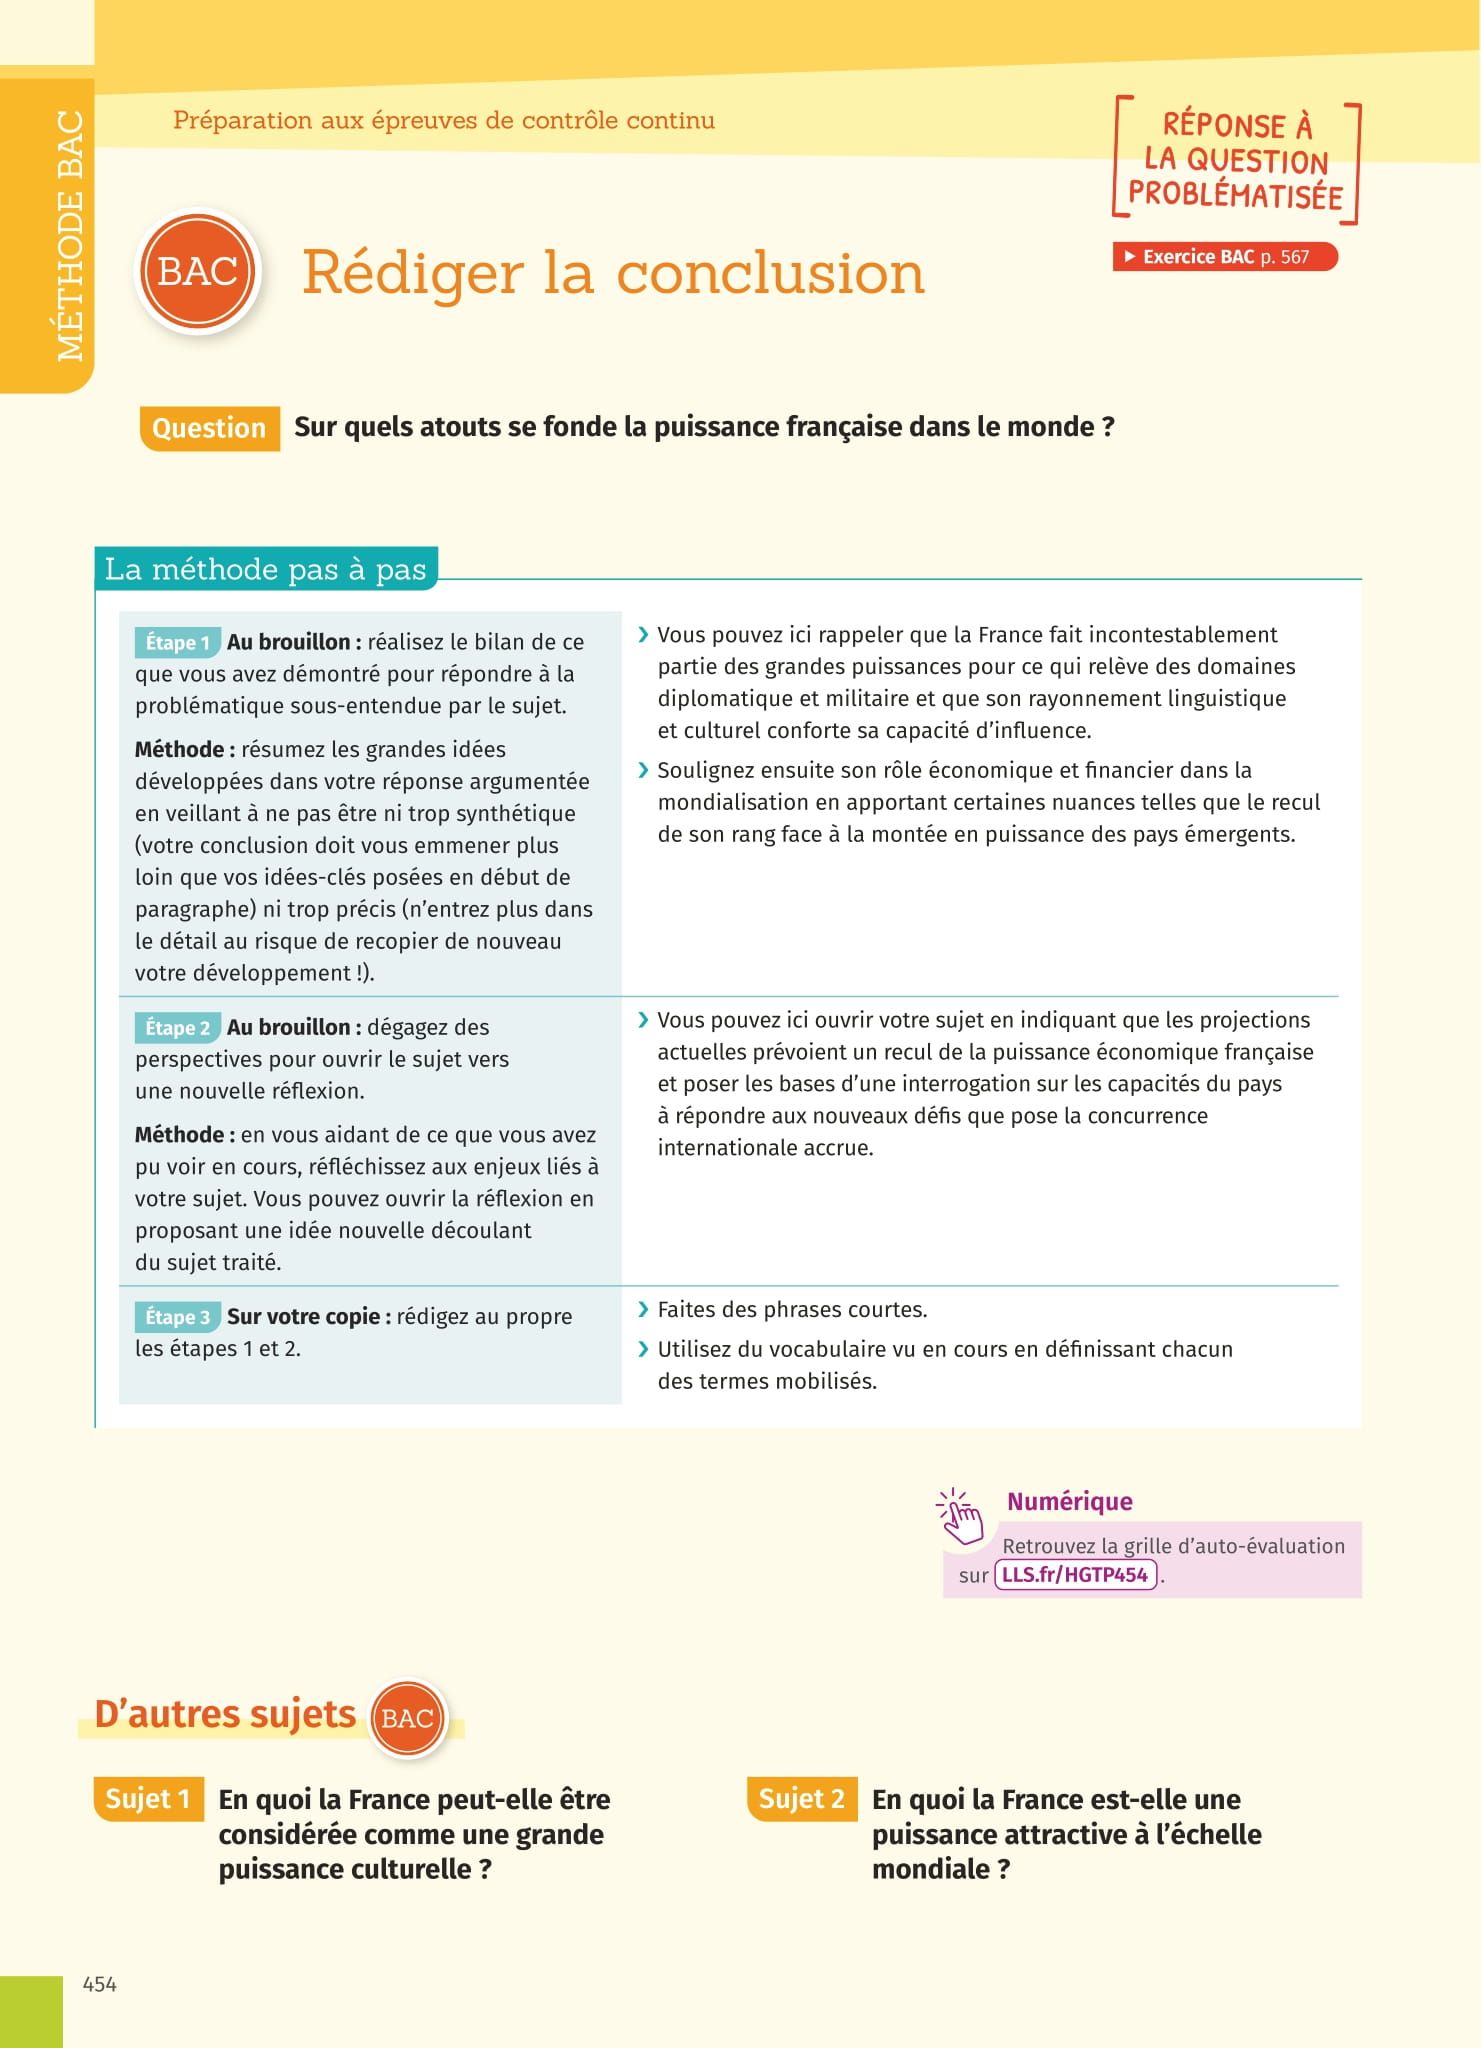 MÉTHODE BAC
Préparation aux épreuves de contrôle continu
RÉPONSE À
LA QUESTION
PROBLÉMATISÉE
▶ Exercice BAC p. 567
BAC
Rédiger la conclusion
Question Sur quels atouts se fonde la puissance française dans le monde ?
La méthode pas à pas
Étape 1 Au brouillon : réalisez le bilan de ce
que vous avez démontré pour répondre à la
problématique sous-entendue par le sujet.
Méthode : résumez les grandes idées
développées dans votre réponse argumentée
en veillant à ne pas être ni trop synthétique
(votre conclusion doit vous emmener plus
loin que vos idées-clés posées en début de
paragraphe) ni trop précis (n’entrez plus dans
le détail au risque de recopier de nouveau
votre développement !).
❯ Vous pouvez ici rappeler que la France fait incontestablement
partie des grandes puissances pour ce qui relève des domaines
diplomatique et militaire et que son rayonnement linguistique
et culturel conforte sa capacité d’influence.
❯ Soulignez ensuite son rôle économique et financier dans la
mondialisation en apportant certaines nuances telles que le recul
de son rang face à la montée en puissance des pays émergents.
Étape 2 Au brouillon : dégagez des
perspectives pour ouvrir le sujet vers
une nouvelle réflexion.
Méthode : en vous aidant de ce que vous avez
pu voir en cours, réfléchissez aux enjeux liés à
votre sujet. Vous pouvez ouvrir la réflexion en
proposant une idée nouvelle découlant
du sujet traité.
❯ Vous pouvez ici ouvrir votre sujet en indiquant que les projections
actuelles prévoient un recul de la puissance économique française
et poser les bases d’une interrogation sur les capacités du pays
à répondre aux nouveaux défis que pose la concurrence
internationale accrue.
Étape 3 Sur votre copie : rédigez au propre
les étapes 1 et 2.
❯ Faites des phrases courtes.
❯ Utilisez du vocabulaire vu en cours en définissant chacun
des termes mobilisés.
Numérique
Retrouvez la grille d’auto-évaluation
sur LLS.fr/HGTP454 .
D’autres sujets BAC
Sujet 1 En quoi la France peut-elle être
considérée comme une grande
puissance culturelle ?
Sujet 2 En quoi la France est-elle une
puissance attractive à l’échelle
mondiale ?
454